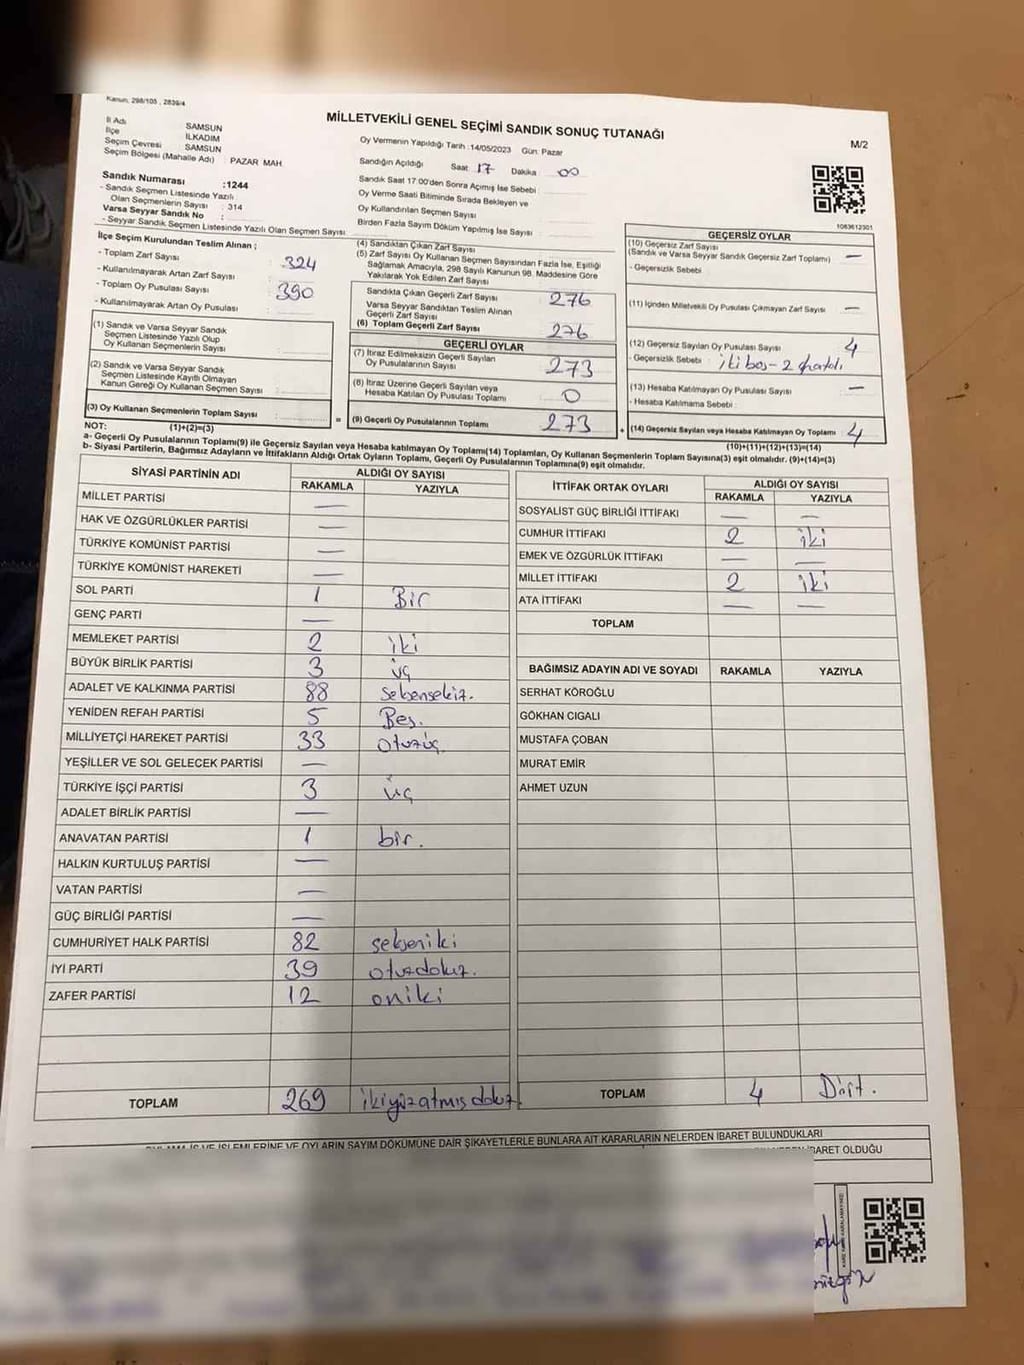 Kanun, 298/105 , 2839/4
MİLLETVEKİLİ GENEL SEÇİMİ SANDIK SONUÇ TUTANAĞI
M/2
İl Adı SAMSUN
İlçe İLKADIM
Seçim Çevresi SAMSUN
Seçim Bölgesi (Mahalle Adı) : PAZAR MAH
Sandık Numarası :1244
- Sandık Seçmen Listesinde Yazılı
Olan Seçmenlerin Sayısı : 314
Varsa Seyyar Sandık No :
- Seyyar Sandık Seçmen Listesinde Yazılı Olan Seçmen Sayısı :
Oy Vermenin Yapıldığı Tarih :14/05/2023 Gün: Pazar
Sandığın Açıldığı Saat 17 Dakika 00
Sandık Saat 17:00'den Sonra Açımış İse Sebebi :
Oy Verme Saati Bitiminde Sırada Bekleyen ve
Oy Kullandırılan Seçmen Sayısı
Birden Fazla Sayım Döküm Yapılmış İse Sayısı :
1083612301
İlçe Seçim Kurulundan Teslim Alınan ;
- Toplam Zarf Sayısı : 324
- Kullanılmayarak Artan Zarf Sayısı :
- Toplam Oy Pusulası Sayısı : 390
- Kullanılmayarak Artan Oy Pusulası :
(1) Sandık ve Varsa Seyyar Sandık
Seçmen Listesinde Yazılı Olup
Oy Kullanan Seçmenlerin Sayısı :
(2) Sandık ve Varsa Seyyar Sandık
Seçmen Listesinde Kayıtlı Olmayan
Kanun Gereği Oy Kullanan Seçmen Sayısı :
(3) Oy Kullanan Seçmenlerin Toplam Sayısı :
(4) Sandıktan Çıkan Zarf Sayısı
(5) Zarf Sayısı Oy Kullanan Seçmen Sayısından Fazla İse, Eşitliği
Sağlamak Amacıyla, 298 Sayılı Kanunun 98. Maddesine Göre
Yakılarak Yok Edilen Zarf Sayısı :
Sandıkta Çıkan Geçerli Zarf Sayısı : 276
Varsa Seyyar Sandıktan Teslim Alınan
Geçerli Zarf Sayısı :
(6) Toplam Geçerli Zarf Sayısı : 276
GEÇERLİ OYLAR
(7) İtiraz Edilmeksizin Geçerli Sayılan
Oy Pusulalarının Sayısı : 273
(8) İtiraz Üzerine Geçerli Sayılan veya
Hesaba Katılan Oy Pusulası Toplamı : 0
= (9) Geçerli Oy Pusulalarının Toplamı : 273 +
GEÇERSİZ OYLAR
(10) Geçersiz Zarf Sayısı
(Sandık ve Varsa Seyyar Sandık Geçersiz Zarf Toplamı) : —
- Geçersizlik Sebebi
(11) İçinden Milletvekili Oy Pusulası Çıkmayan Zarf Sayısı : —
(12) Geçersiz Sayılan Oy Pusulası Sayısı : 4
- Geçersizlik Sebebi : iki boş - 2
(13) Hesaba Katılmayan Oy Pusulası Sayısı : —
- Hesaba Katılmama Sebebi :
(14) Geçersiz Sayılan veya Hesaba Katılmayan Oy Toplamı : 4
NOT: (1)+(2)=(3)
(10)+(11)+(12)+(13)=(14)
a- Geçerli Oy Pusulalarının Toplamı(9) ile Geçersiz Sayılan veya Hesaba katılmayan Oy Toplamı(14) Toplamları, Oy Kullanan Seçmenlerin Toplam Sayısına(3) eşit olmalıdır. (9)+(14)=(3)
b- Siyasi Partilerin, Bağımsız Adayların ve İttifakların Aldığı Ortak Oyların Toplamı, Geçerli Oy Pusulalarının Toplamına(9) eşit olmalıdır.
SİYASİ PARTİNİN ADI ALDIĞI OY SAYISI
RAKAMLA YAZIYLA
MİLLET PARTİSİ —
HAK VE ÖZGÜRLÜKLER PARTİSİ —
TÜRKİYE KOMÜNİST PARTİSİ —
TÜRKİYE KOMÜNİST HAREKETİ —
SOL PARTİ 1 Bir
GENÇ PARTİ —
MEMLEKET PARTİSİ 2 iki
BÜYÜK BİRLİK PARTİSİ 3 üç
ADALET VE KALKINMA PARTİSİ 88 seksensekiz.
YENİDEN REFAH PARTİSİ 5 Beş.
MİLLİYETÇİ HAREKET PARTİSİ 33 otuzüç
YEŞİLLER VE SOL GELECEK PARTİSİ —
TÜRKİYE İŞÇİ PARTİSİ 3 üç
ADALET BİRLİK PARTİSİ —
ANAVATAN PARTİSİ 1 bir.
HALKIN KURTULUŞ PARTİSİ —
VATAN PARTİSİ —
GÜÇ BİRLİĞİ PARTİSİ —
CUMHURİYET HALK PARTİSİ 82 sekseniki
İYİ PARTİ 39 otuzdokuz.
ZAFER PARTİSİ 12 oniki
TOPLAM 269 ikiyüzatmışdokuz.
İTTİFAK ORTAK OYLARI ALDIĞI OY SAYISI
RAKAMLA YAZIYLA
SOSYALİST GÜÇ BİRLİĞİ İTTİFAKI — —
CUMHUR İTTİFAKI 2 iki
EMEK VE ÖZGÜRLÜK İTTİFAKI — —
MİLLET İTTİFAKI 2 iki
ATA İTTİFAKI — —
TOPLAM
BAĞIMSIZ ADAYIN ADI VE SOYADI RAKAMLA YAZIYLA
SERHAT KÖROĞLU
GÖKHAN CIGALI
MUSTAFA ÇOBAN
MURAT EMİR
AHMET UZUN
TOPLAM 4 Dört.
İŞLEMLERİNE VE OYLARIN SAYIM DÖKÜMÜNE DAİR ŞİKAYETLERLE BUNLARA AİT KARARLARIN NELERDEN İBARET BULUNDUKLARI
İBARET OLDUĞU